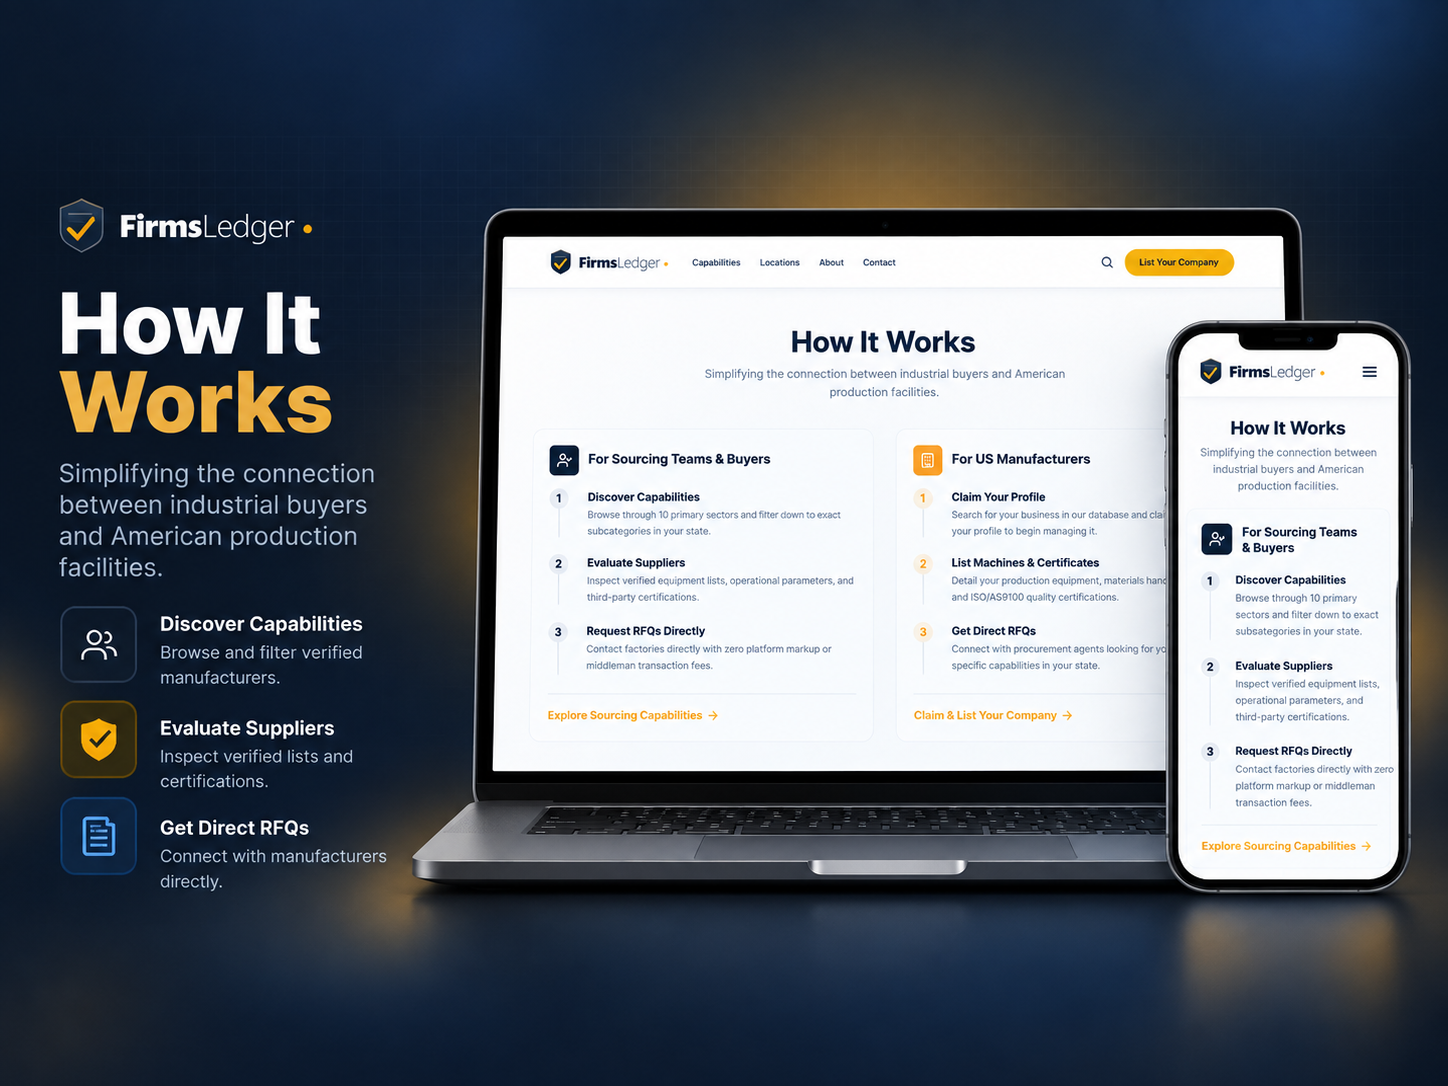 FirmsLedger
How It
Works
Simplifying the connection
between industrial buyers
and American production
facilities.
Discover Capabilities
Browse and filter verified
manufacturers.
Evaluate Suppliers
Inspect verified lists and
certifications.
Get Direct RFQs
Connect with manufacturers
directly.
FirmsLedger
Capabilities
Locations
About
Contact
List Your Company
How It Works
Simplifying the connection between industrial buyers and American
production facilities.
For Sourcing Teams & Buyers
1 Discover Capabilities
Browse through 10 primary sectors and filter down to exact
subcategories in your state.
2 Evaluate Suppliers
Inspect verified equipment lists, operational parameters, and
third-party certifications.
3 Request RFQs Directly
Contact factories directly with zero platform markup or
middleman transaction fees.
Explore Sourcing Capabilities →
For US Manufacturers
1 Claim Your Profile
Search for your business in our database and clai
your profile to begin managing it.
2 List Machines & Certificates
Detail your production equipment, materials hand
and ISO/AS9100 quality certifications.
3 Get Direct RFQs
Connect with procurement agents looking for yo
specific capabilities in your state.
Claim & List Your Company →
FirmsLedger
How It Works
Simplifying the connection between
industrial buyers and American
production facilities.
For Sourcing Teams
& Buyers
1 Discover Capabilities
Browse through 10 primary
sectors and filter down to exact
subcategories in your state.
2 Evaluate Suppliers
Inspect verified equipment lists,
operational parameters, and
third-party certifications.
3 Request RFQs Directly
Contact factories directly with zero
platform markup or middleman
transaction fees.
Explore Sourcing Capabilities →